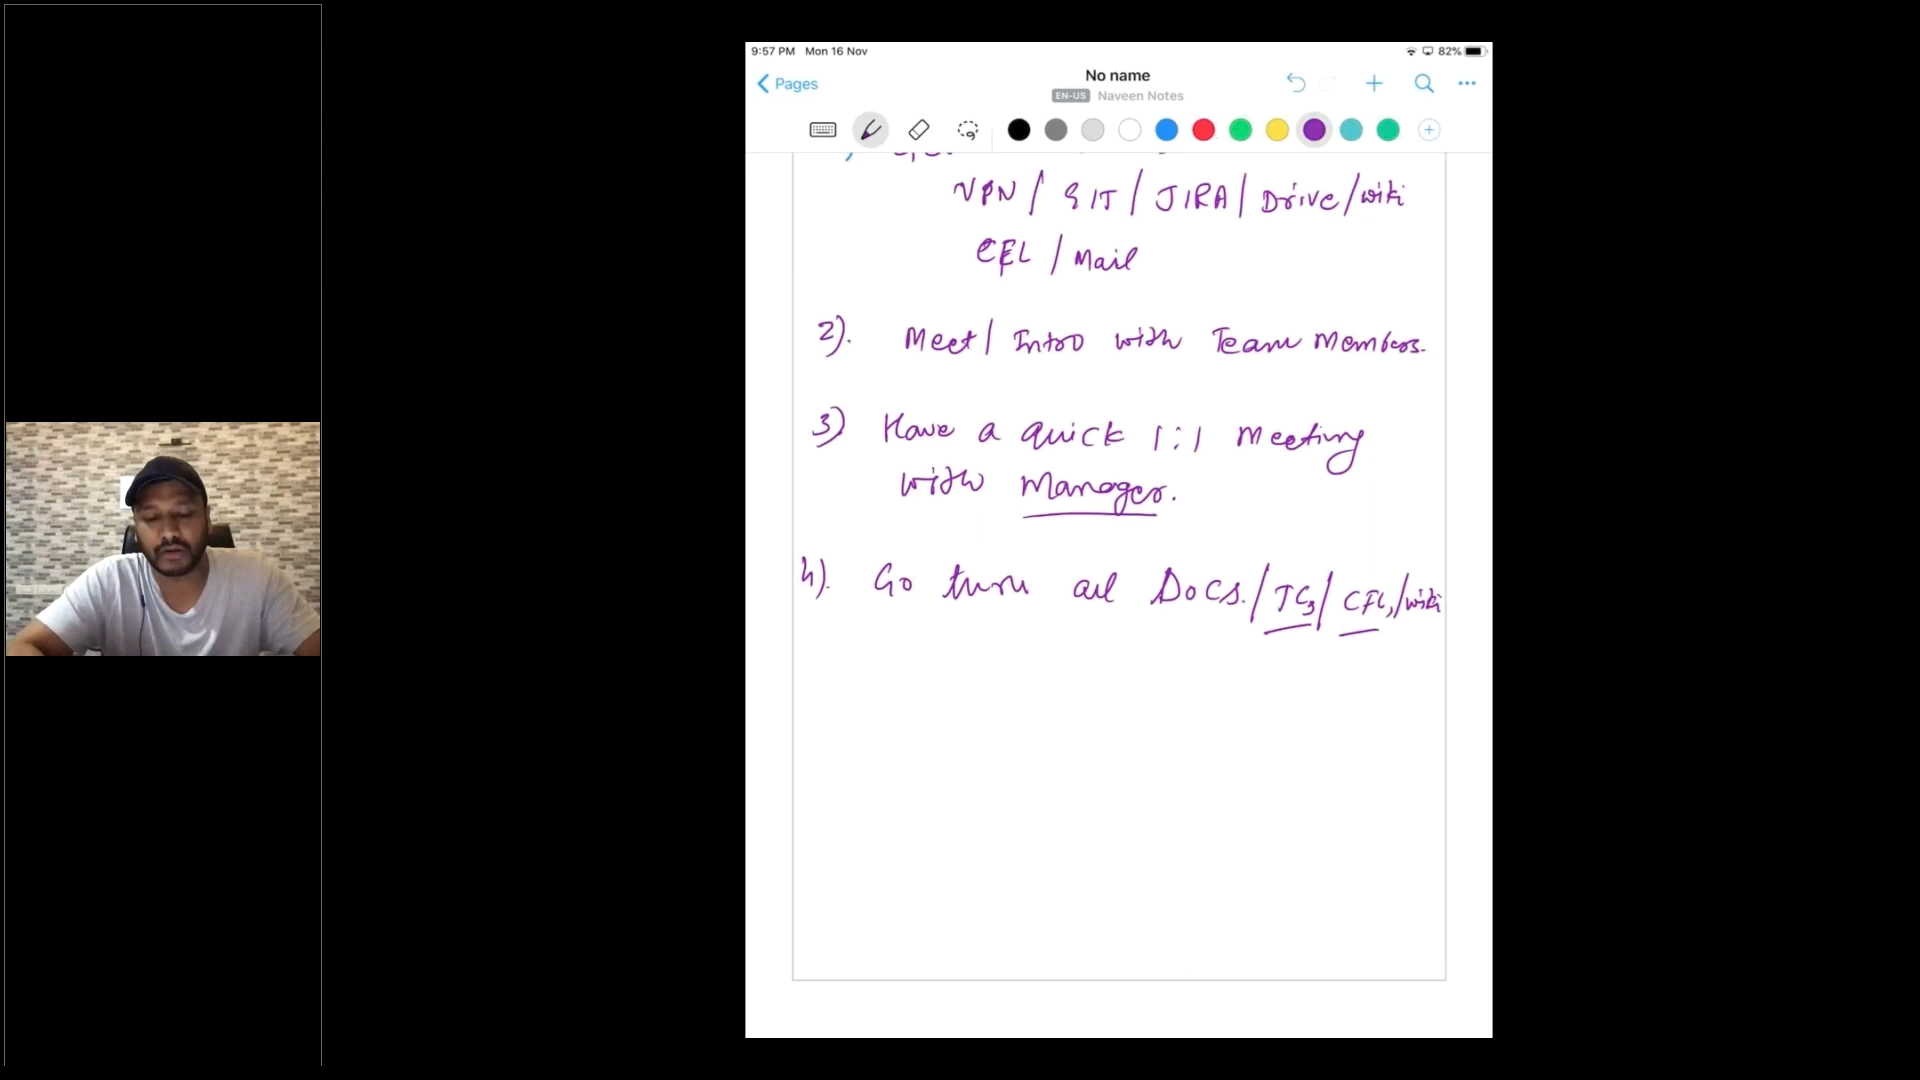 9:57 PM Mon 16 Nov 82%
Pages No name
EN-US Naveen Notes
VPN / GIT / JIRA / Drive / wiki
CFL / Mail
2). Meet / Intro with Team Members.
3) Have a quick 1:1 Meeting
with Manager.
4). Go turu all DOCS. / TCs / CFL, / wiki